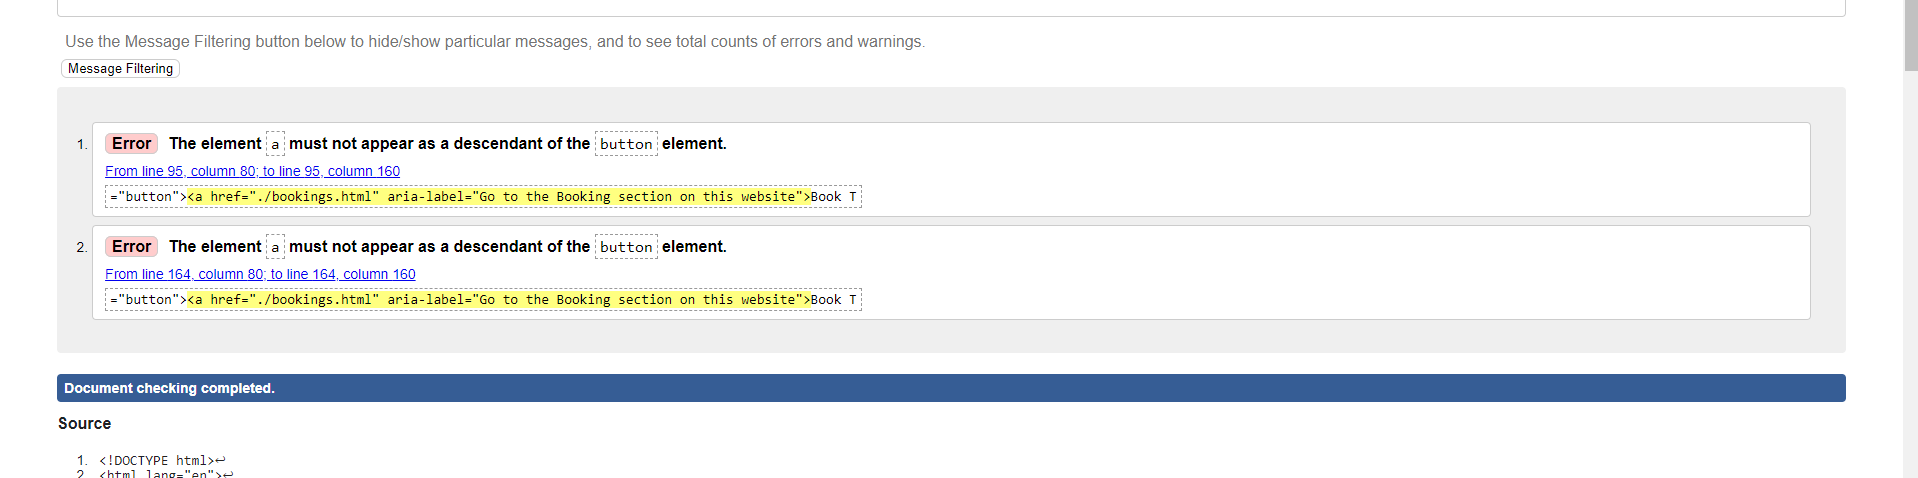 Use the Message Filtering button below to hide/show particular messages, and to see total counts of errors and warnings.
Message Filtering
1. Error The element a must not appear as a descendant of the button element.
From line 95, column 80; to line 95, column 160
="button"><a href="./bookings.html" aria-label="Go to the Booking section on this website">Book T
2. Error The element a must not appear as a descendant of the button element.
From line 164, column 80; to line 164, column 160
="button"><a href="./bookings.html" aria-label="Go to the Booking section on this website">Book T
Document checking completed.
Source
1. <!DOCTYPE html>↩
2. <html lang="en">↩